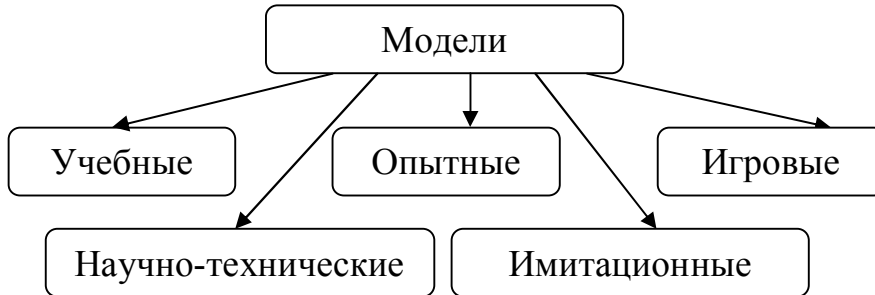 Модели
Учебные
Опытные
Игровые
Научно-технические
Имитационные